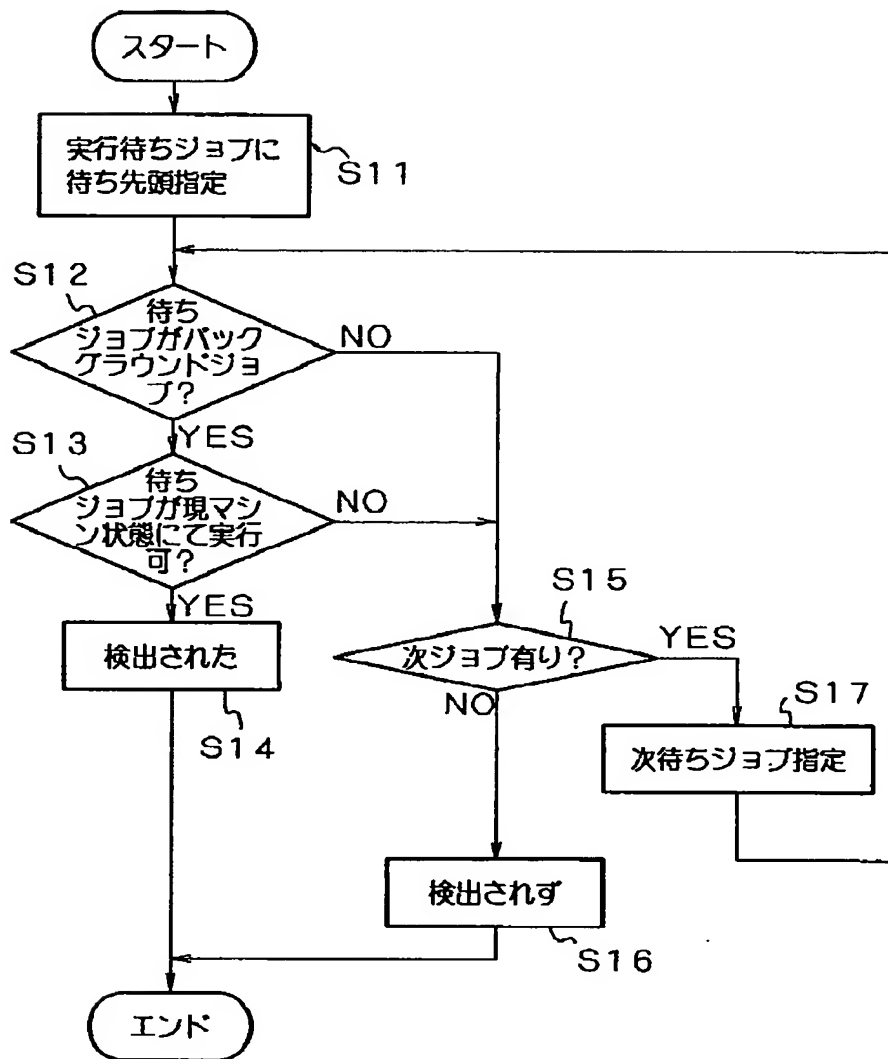 スタート
実行待ちジョブに
待ち先頭指定
S11
S12
待ち
ジョブがバック
グラウンドジョ
ブ?
NO
YES
S13
待ち
ジョブが現マシ
ン状態にて実行
可?
NO
YES
検出された
S14
S15
次ジョブ有り?
YES
NO
S17
次待ちジョブ指定
検出されず
S16
エンド